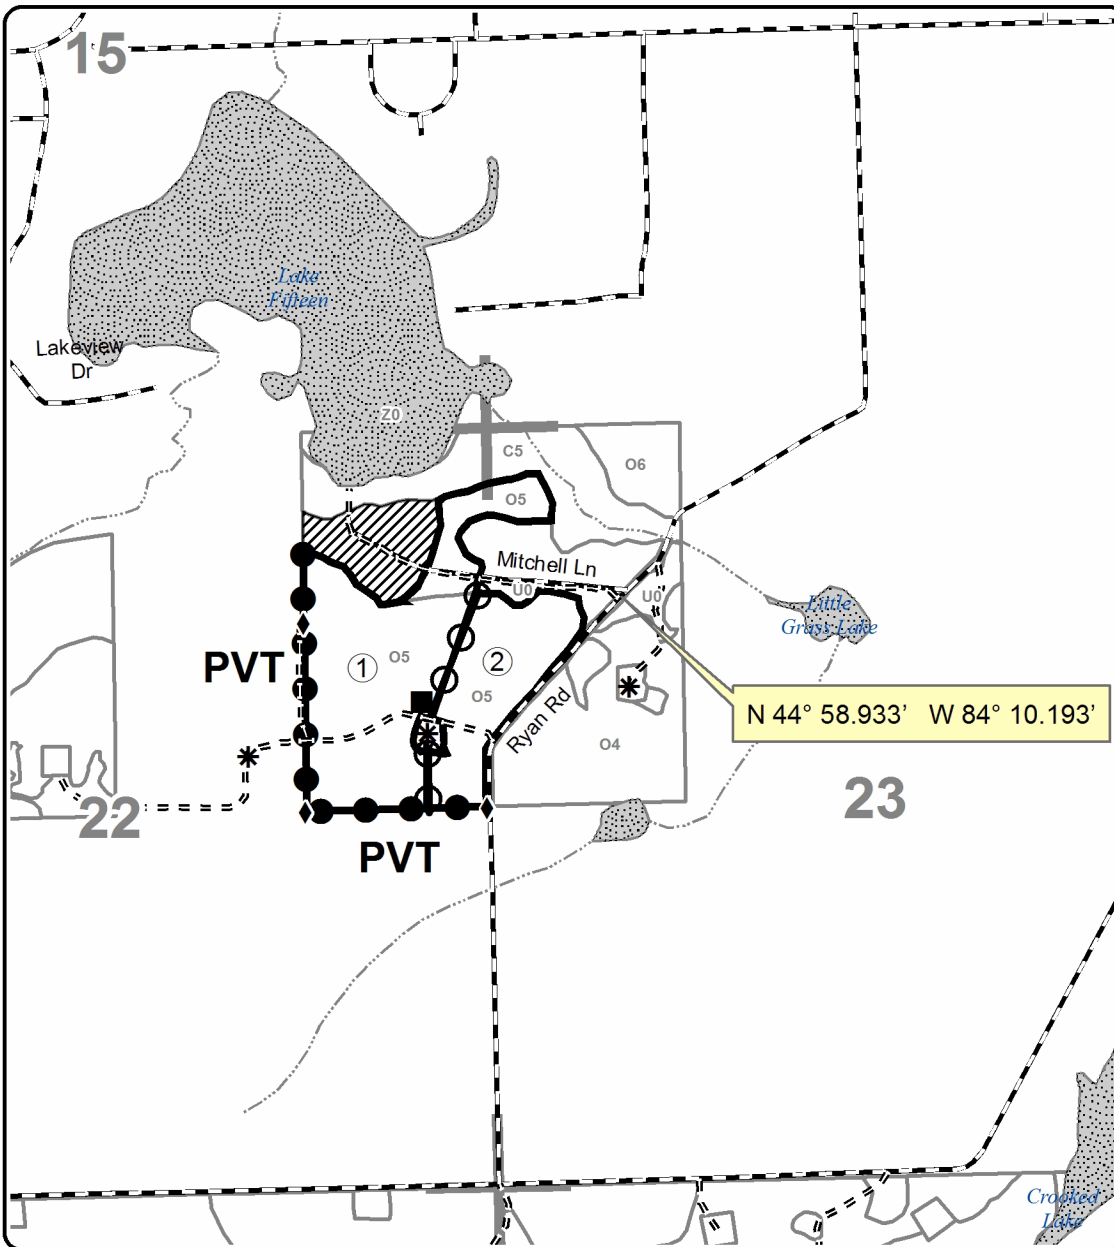 15
Lake
Fifteen
Lakeview
Dr
Z0
C5
O6
O5
Mitchell Ln
U0
U0
Little
Grass Lake
PVT
1
O5
2
O5
N 44° 58.933’ W 84° 10.193’
Ryan Rd
O4
22
23
PVT
Crooked
Lake